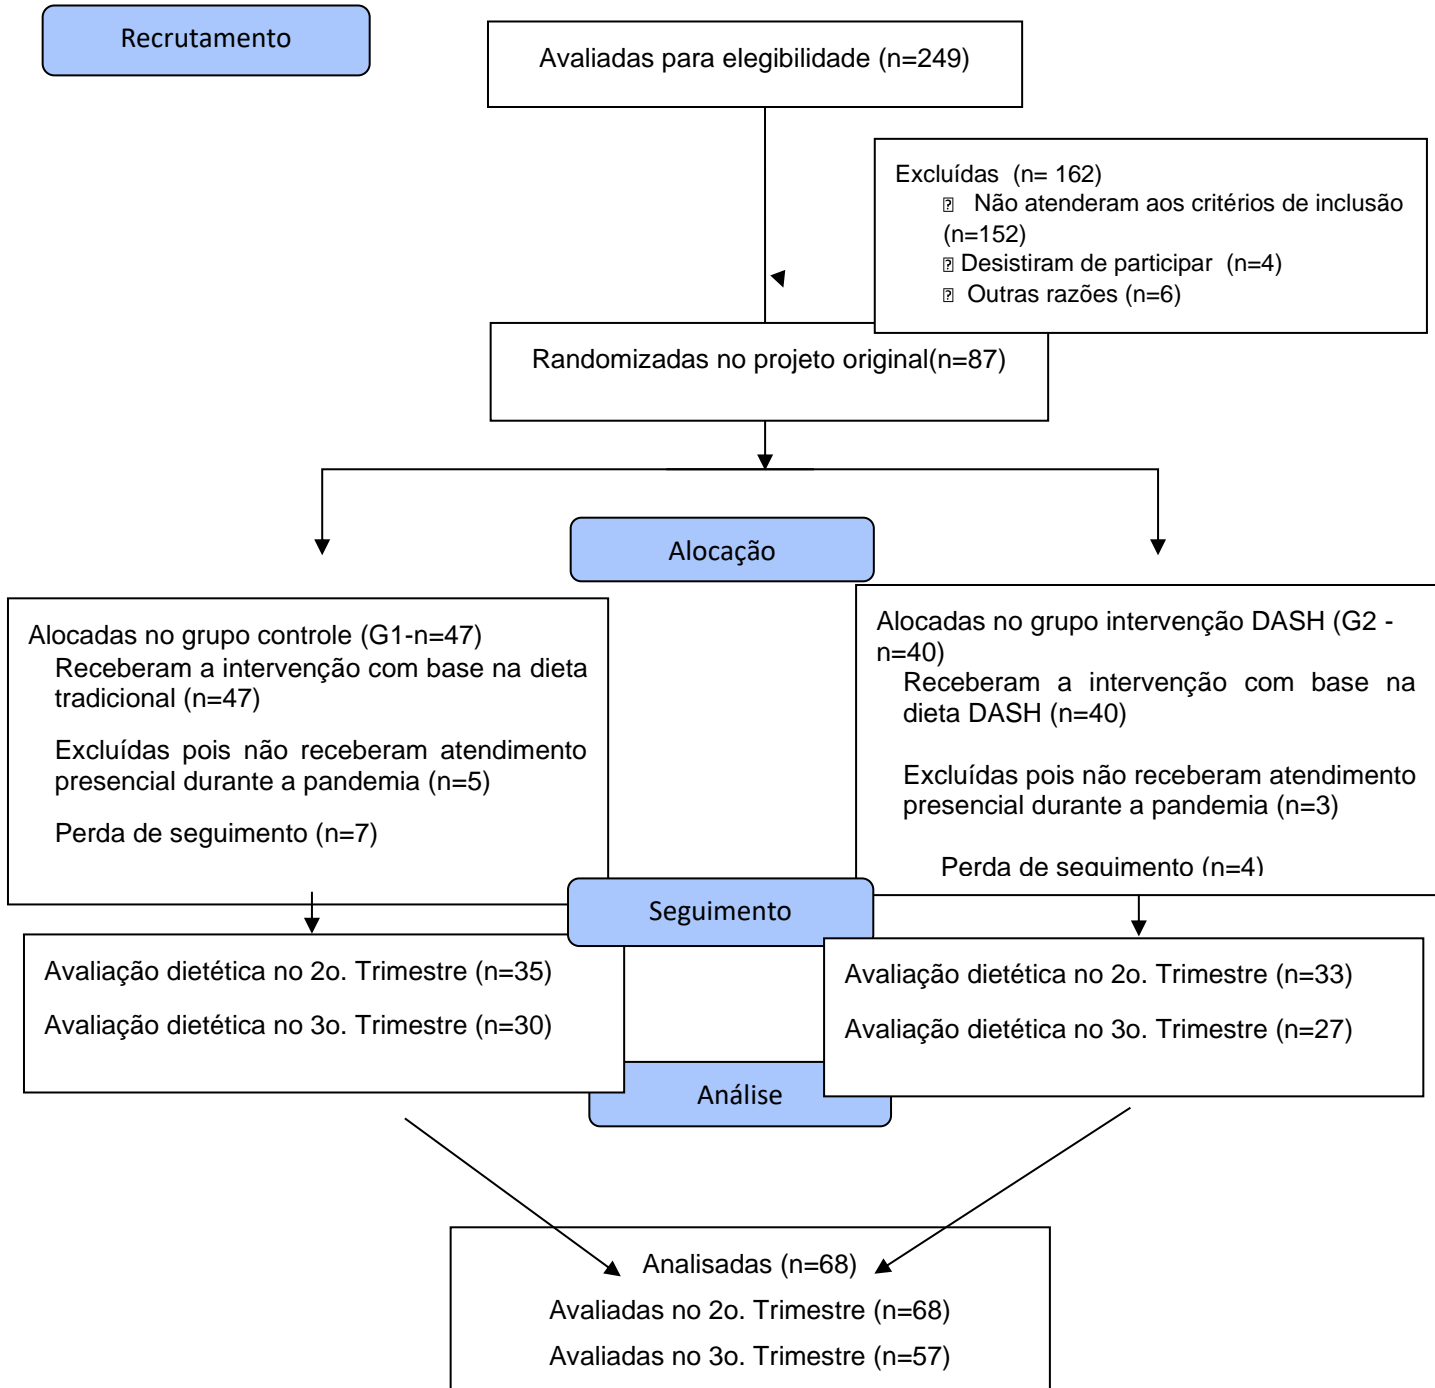 Recrutamento
Avaliadas para elegibilidade (n=249)
Excluídas  (n= 162)
Não atenderam aos critérios de inclusão
(n=152)
Desistiram de participar  (n=4)
Outras razões (n=6)
Randomizadas no projeto original(n=87)
Alocação
Alocadas no grupo controle (G1-n=47)
Receberam a intervenção com base na dieta
tradicional (n=47)
Excluídas pois não receberam atendimento
presencial durante a pandemia (n=5)
Perda de seguimento (n=7)
Alocadas no grupo intervenção DASH (G2 -
n=40)
Receberam a intervenção com base na
dieta DASH (n=40)
Excluídas pois não receberam atendimento
presencial durante a pandemia (n=3)
Perda de seguimento (n=4)
Seguimento
Avaliação dietética no 2o. Trimestre (n=35)
Avaliação dietética no 3o. Trimestre (n=30)
Avaliação dietética no 2o. Trimestre (n=33)
Avaliação dietética no 3o. Trimestre (n=27)
Análise
Analisadas (n=68)
Avaliadas no 2o. Trimestre (n=68)
Avaliadas no 3o. Trimestre (n=57)